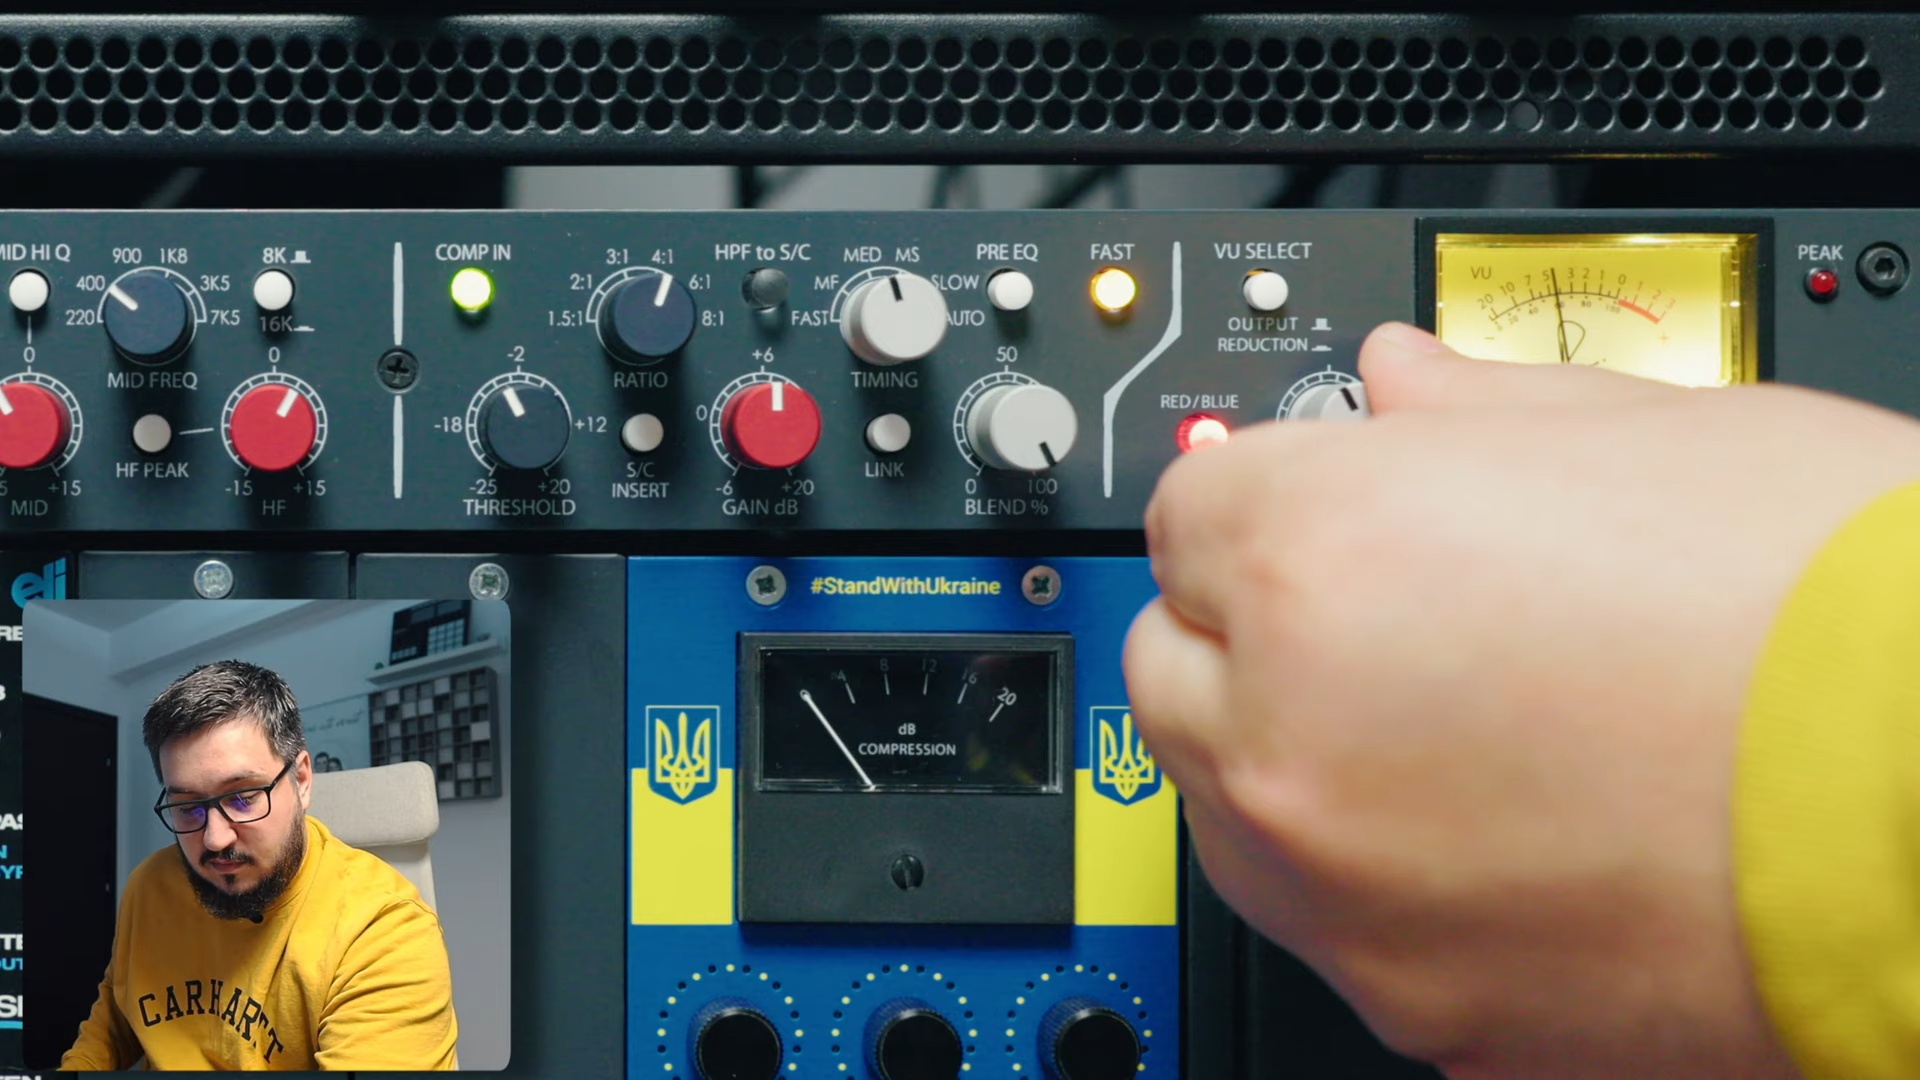 MID HI Q
400
900
1K8
3K5
220
7K5
MID FREQ
8K
16K
0
+15
MID
HF PEAK
0
-15
+15
HF
COMP IN
-2
-18
+12
-25
+20
THRESHOLD
3:1
4:1
2:1
6:1
1.5:1
8:1
RATIO
S/C
INSERT
HPF to S/C
+6
0
-6
+20
GAIN dB
MED
MS
MF
SLOW
FAST
AUTO
TIMING
LINK
PRE EQ
50
0
100
BLEND %
FAST
VU SELECT
OUTPUT
REDUCTION
RED/BLUE
VU
20
10
7
5
3
2
1
0
1
2
3
-
+
PEAK
#StandWithUkraine
4
8
12
16
20
dB
COMPRESSION
CARHARTT